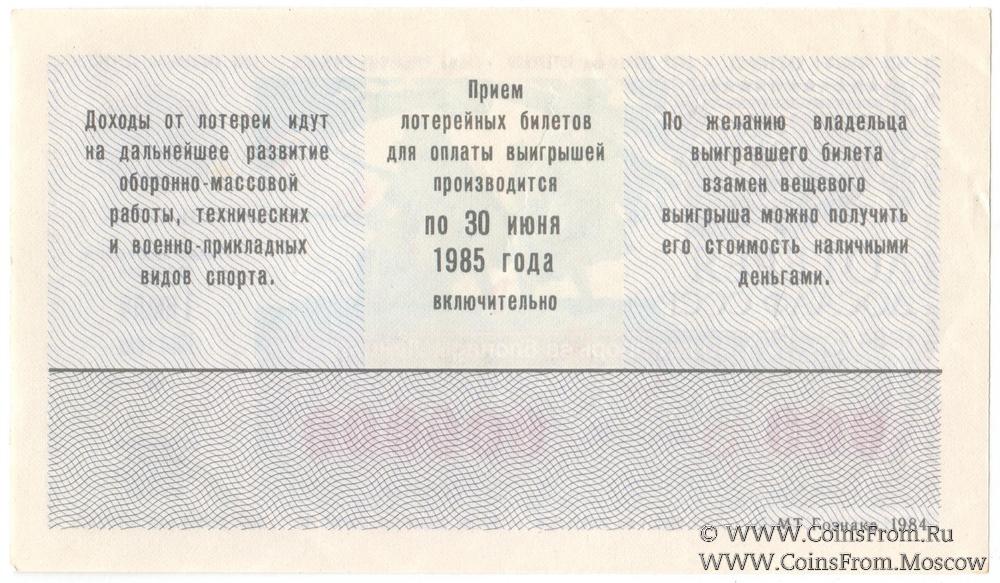 Доходы от лотереи идут
на дальнейшее развитие
оборонно-массовой
работы, технических
и военно-прикладных
видов спорта.
Прием
лотерейных билетов
для оплаты выигрышей
производится
по 30 июня
1985 года
включительно
По желанию владельца
выигравшего билета
взамен вещевого
выигрыша можно получить
его стоимость наличными
деньгами.
МТ Гознака, 1984
© WWW.CoinsFrom.Ru
WWW.CoinsFrom.Moscow